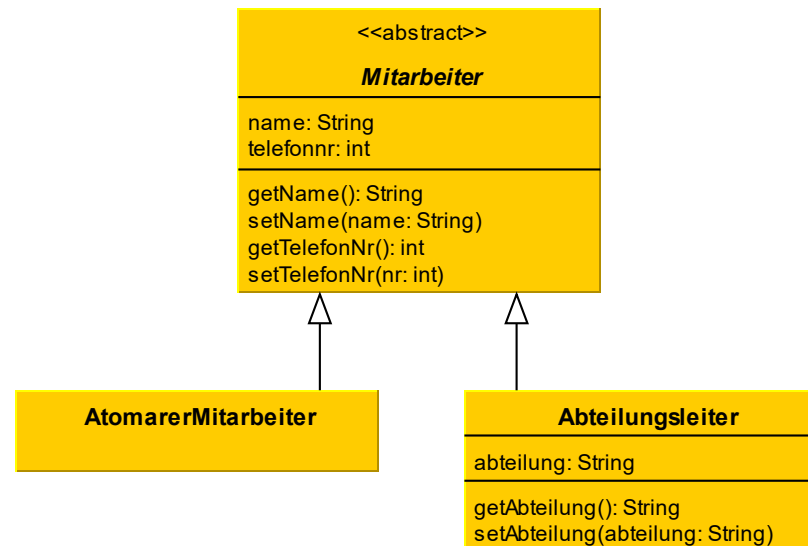 <<abstract>>
Mitarbeiter
name: String
telefonnr: int
getName(): String
setName(name: String)
getTelefonNr(): int
setTelefonNr(nr: int)
AtomarerMitarbeiter
Abteilungsleiter
abteilung: String
getAbteilung(): String
setAbteilung(abteilung: String)